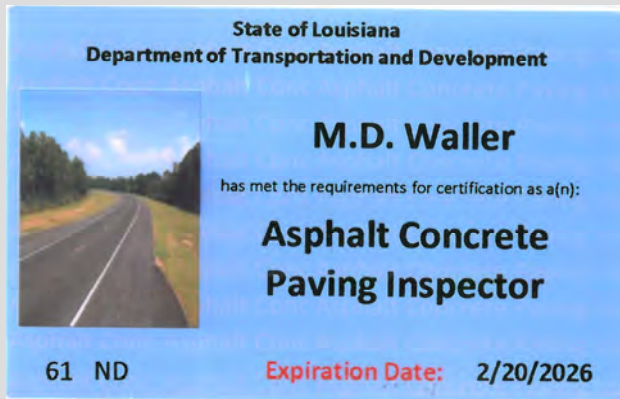 State of Louisiana
Department of Transportation and Development
M.D. Waller
has met the requirements for certification as a(n):
Asphalt Concrete
Paving Inspector
61 ND
Expiration Date: 2/20/2026